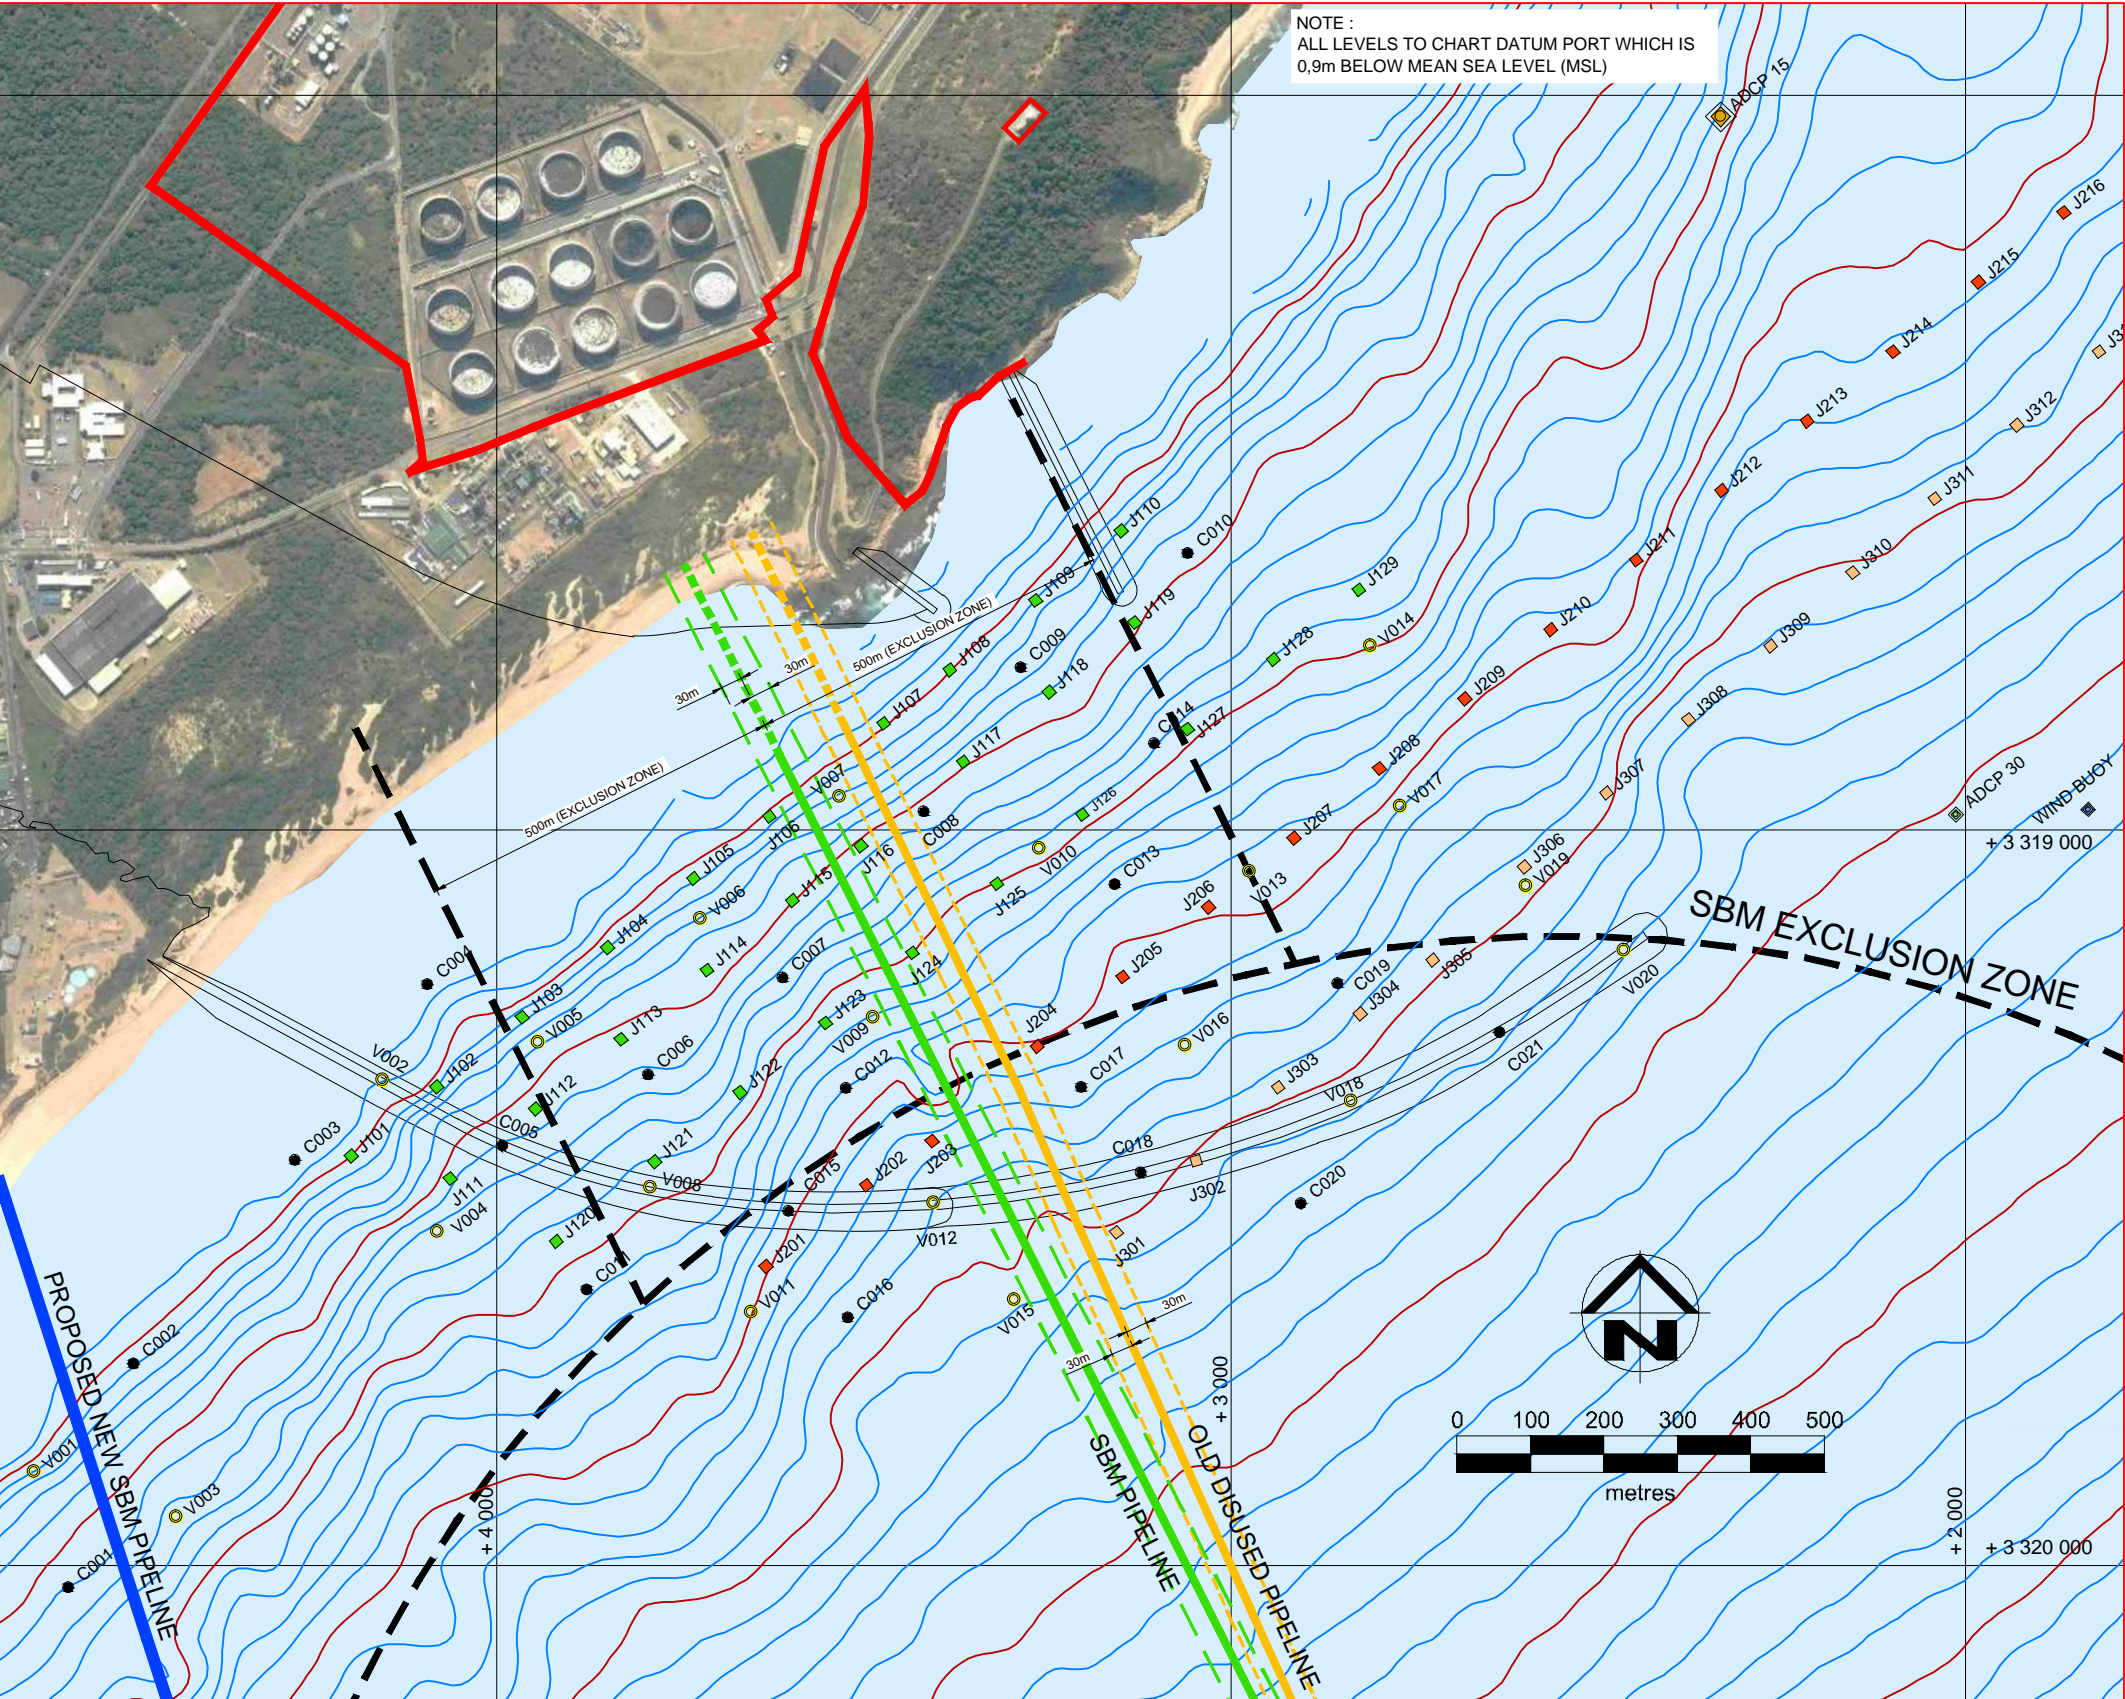 NOTE :
ALL LEVELS TO CHART DATUM PORT WHICH IS
0,9m BELOW MEAN SEA LEVEL (MSL)
ADCP 15
J216
J215
J214
J213
J212
J211
J210
J209
J208
J207
J206
J205
J204
J203
J202
J201
J312
J311
J310
J309
J308
J307
J306
J305
J304
J303
J302
J301
J110
J109
J108
J107
J106
J105
J104
J103
J102
J101
J119
J118
J117
J116
J115
J114
J113
J112
J111
J129
J128
J127
J126
J125
J124
J123
J122
J121
J120
C010
C009
C014
C008
C013
C007
C004
C006
C012
C005
C003
C002
C001
C011
C015
C016
C017
C018
C019
C020
C021
V014
V017
V007
V010
V013
V006
V005
V009
V002
V008
V004
V001
V003
V011
V012
V015
V016
V018
V019
V020
30m
30m
500m (EXCLUSION ZONE)
500m (EXCLUSION ZONE)
30m
30m
ADCP 30
WIND BUOY
+ 3 319 000
SBM EXCLUSION ZONE
PROPOSED NEW SBM PIPELINE
SBM PIPELINE
OLD DISUSED PIPELINE
+ 4 000
+ 3 000
+ 2 000
+ 3 320 000
N
0 100 200 300 400 500
metres